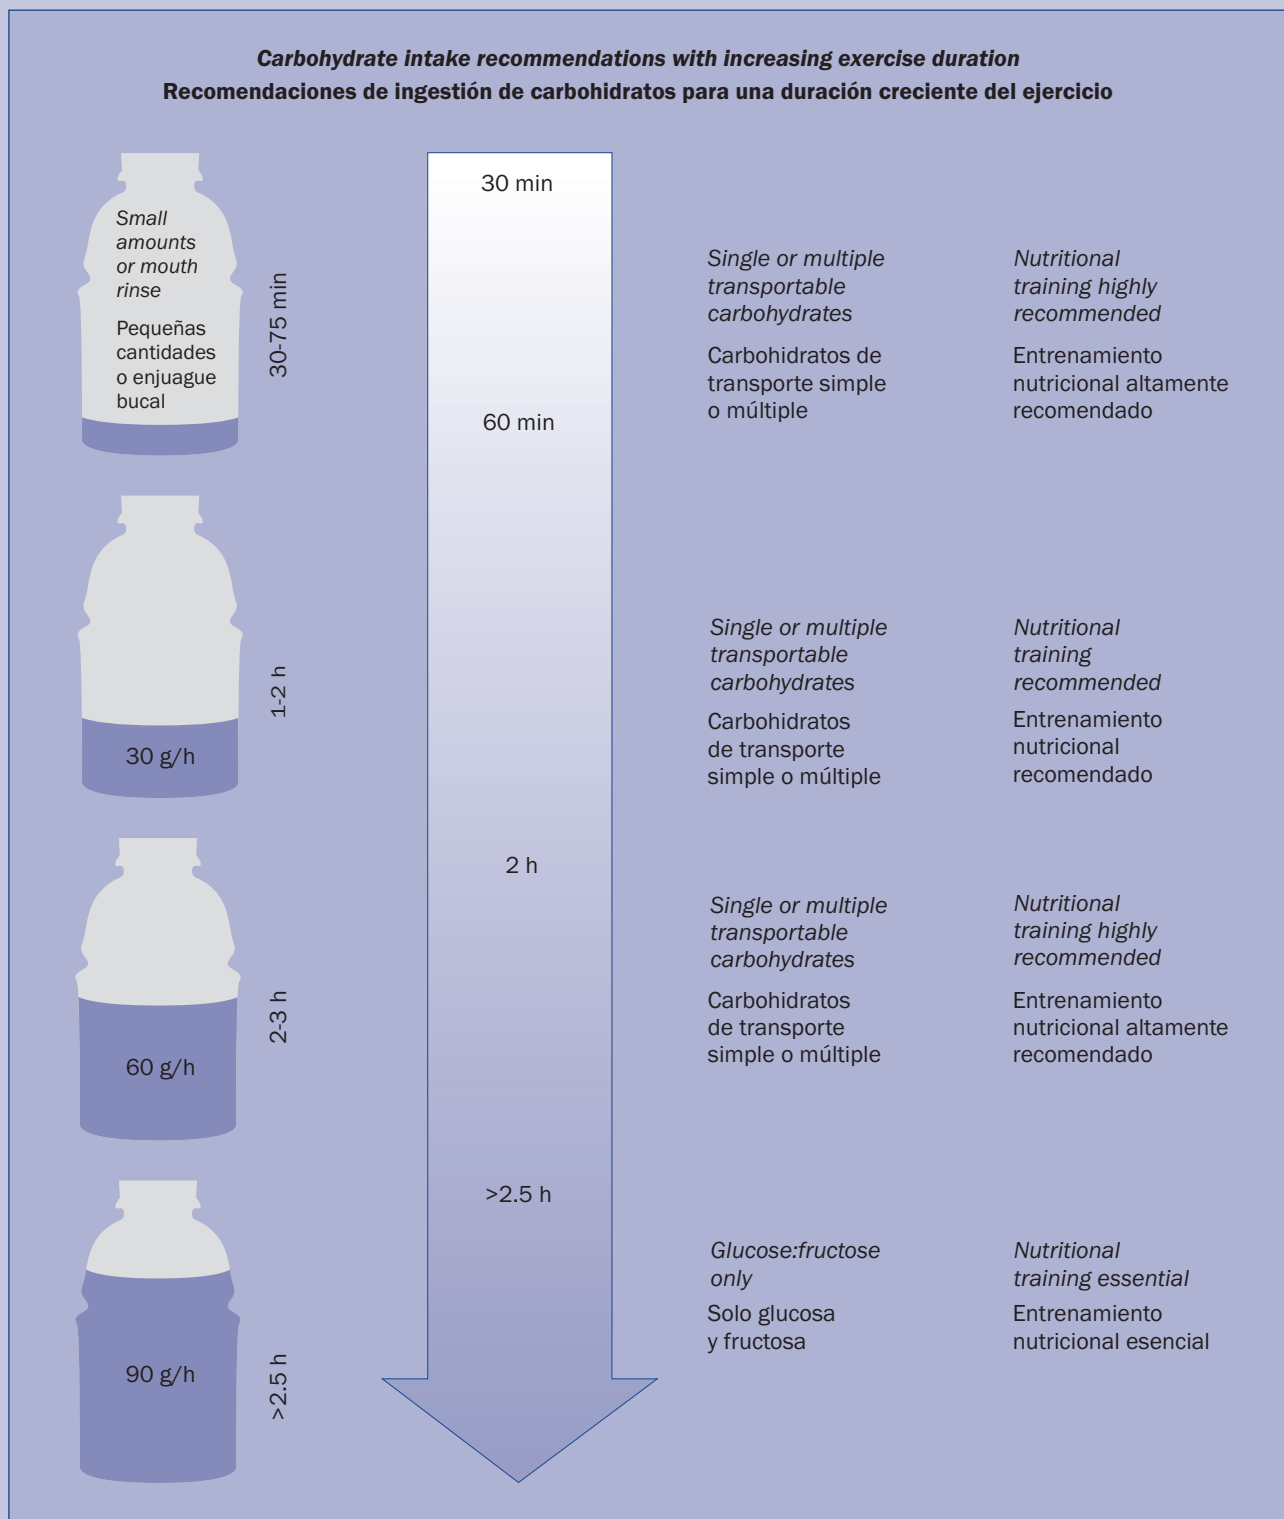 Carbohydrate intake recommendations with increasing exercise duration
Recomendaciones de ingestión de carbohidratos para una duración creciente del ejercicio
Small
amounts
or mouth
rinse
Pequeñas
cantidades
o enjuague
bucal
30-75 min
30 min
60 min
Single or multiple
transportable
carbohydrates
Carbohidratos de
transporte simple
o múltiple
Nutritional
training highly
recommended
Entrenamiento
nutricional altamente
recomendado
30 g/h
1-2 h
Single or multiple
transportable
carbohydrates
Carbohidratos
de transporte
simple o múltiple
Nutritional
training
recommended
Entrenamiento
nutricional
recomendado
2 h
60 g/h
2-3 h
Single or multiple
transportable
carbohydrates
Carbohidratos
de transporte
simple o múltiple
Nutritional
training highly
recommended
Entrenamiento
nutricional altamente
recomendado
>2.5 h
90 g/h
>2.5 h
Glucose:fructose
only
Solo glucosa
y fructosa
Nutritional
training essential
Entrenamiento
nutricional esencial